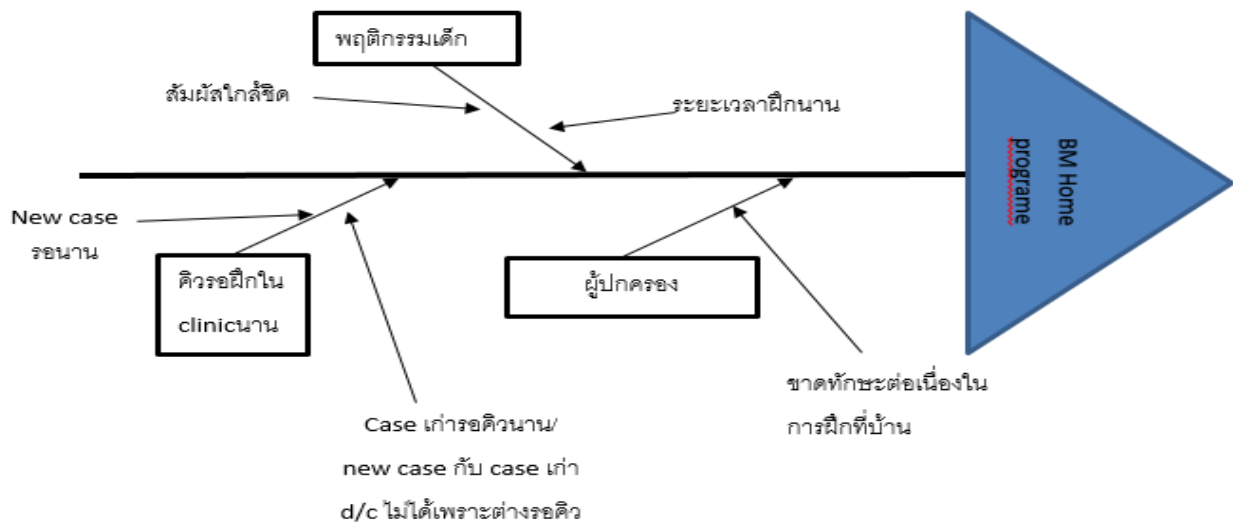 พฤติกรรมเด็ก
สัมผัสใกล้ชิด
ระยะเวลาฝึกนาน
BM Home
programe
New case
รอนาน
คิวรอฝึกใน
clinicนาน
ผู้ปกครอง
ขาดทักษะต่อเนื่องใน
การฝึกที่บ้าน
Case เก่ารอคิวนาน/
new case กับ case เก่า
d/c ไม่ได้เพราะต่างรอคิว